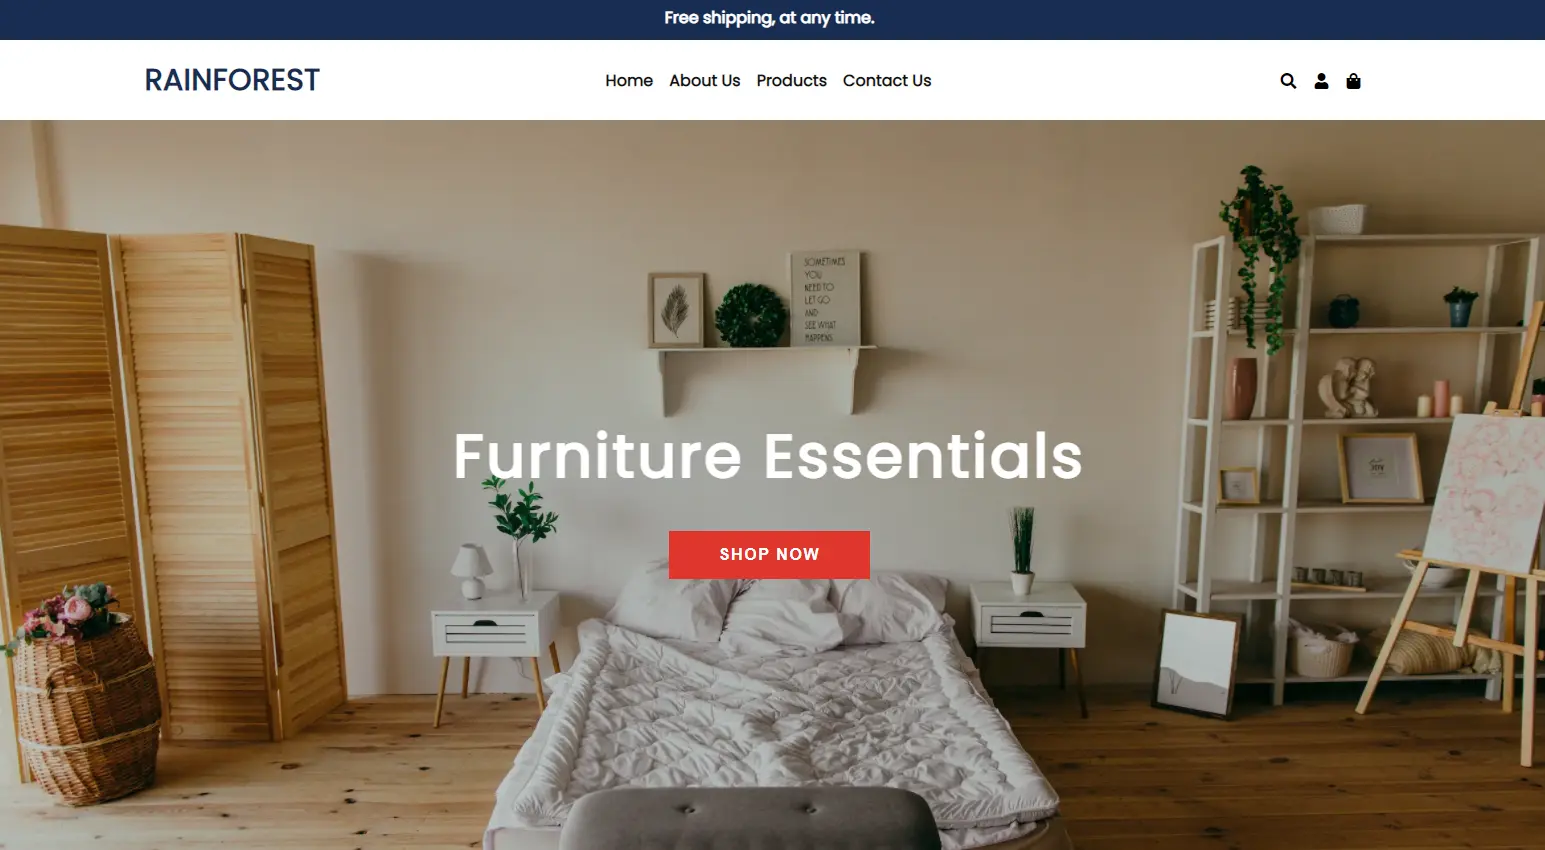 Free shipping, at any time.
RAINFOREST
Home About Us Products Contact Us
SOMETIMES
YOU
NEED TO
LET GO
AND
SEE WHAT
HAPPENS
Furniture Essentials
SHOP NOW
JOY